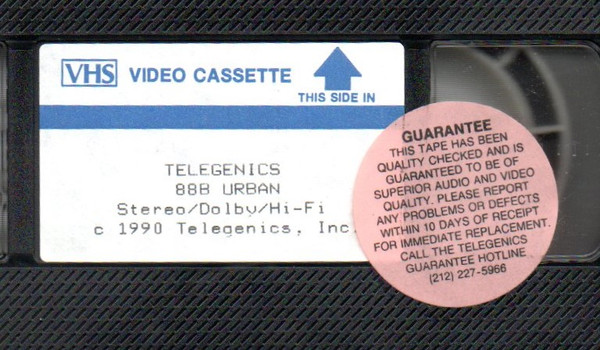 VHS VIDEO CASSETTE
THIS SIDE IN
TELEGENICS
88B URBAN
Stereo/Dolby/Hi-Fi
c 1990 Telegenics, Inc.
GUARANTEE
THIS TAPE HAS BEEN
QUALITY CHECKED AND IS
GUARANTEED TO BE OF
SUPERIOR AUDIO AND VIDEO
QUALITY. PLEASE REPORT
ANY PROBLEMS OR DEFECTS
WITHIN 10 DAYS OF RECEIPT
FOR IMMEDIATE REPLACEMENT.
CALL THE TELEGENICS
GUARANTEE HOTLINE
(212) 227-5966